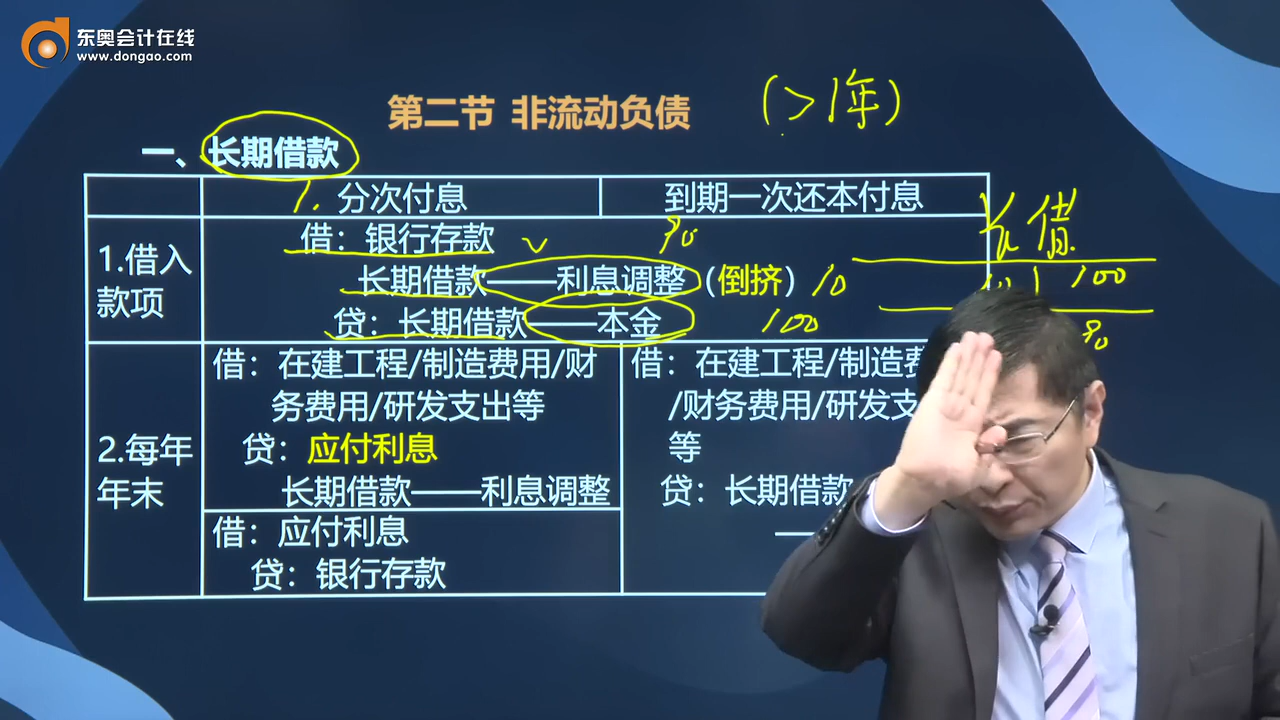 东奥会计在线
www.dongao.com
第二节 非流动负债 (>1年)
一、长期借款
1. 分次付息
到期一次还本付息
1.借入款项
借：银行存款 90
长期借款——利息调整（倒挤）10
贷：长期借款——本金 100
长借
10 100
90
2.每年年末
借：在建工程/制造费用/财
务费用/研发支出等
贷：应付利息
长期借款——利息调整
借：应付利息
贷：银行存款
借：在建工程/制造费
/财务费用/研发支
等
贷：长期借款
——